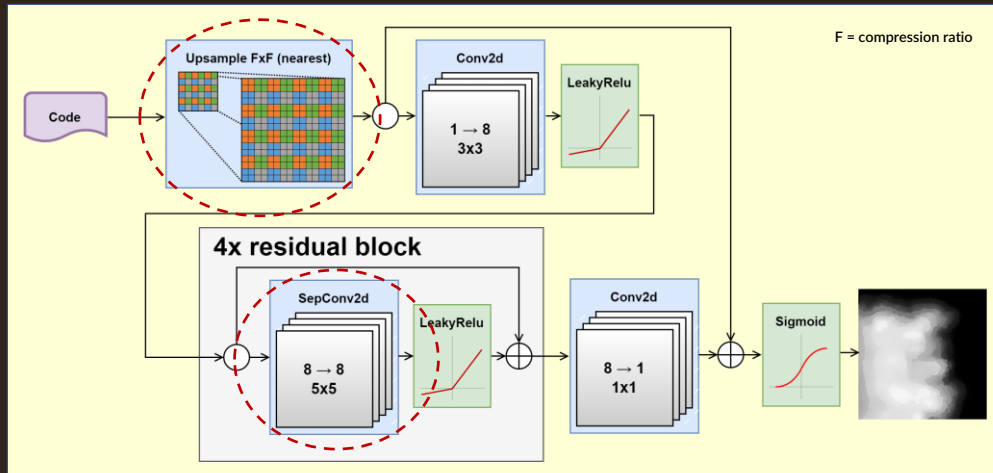 F = compression ratio
Upsample FxF (nearest)
Conv2d
LeakyRelu
Code
1 → 8
3x3
4x residual block
SepConv2d
LeakyRelu
8 → 8
5x5
Conv2d
8 → 1
1x1
Sigmoid